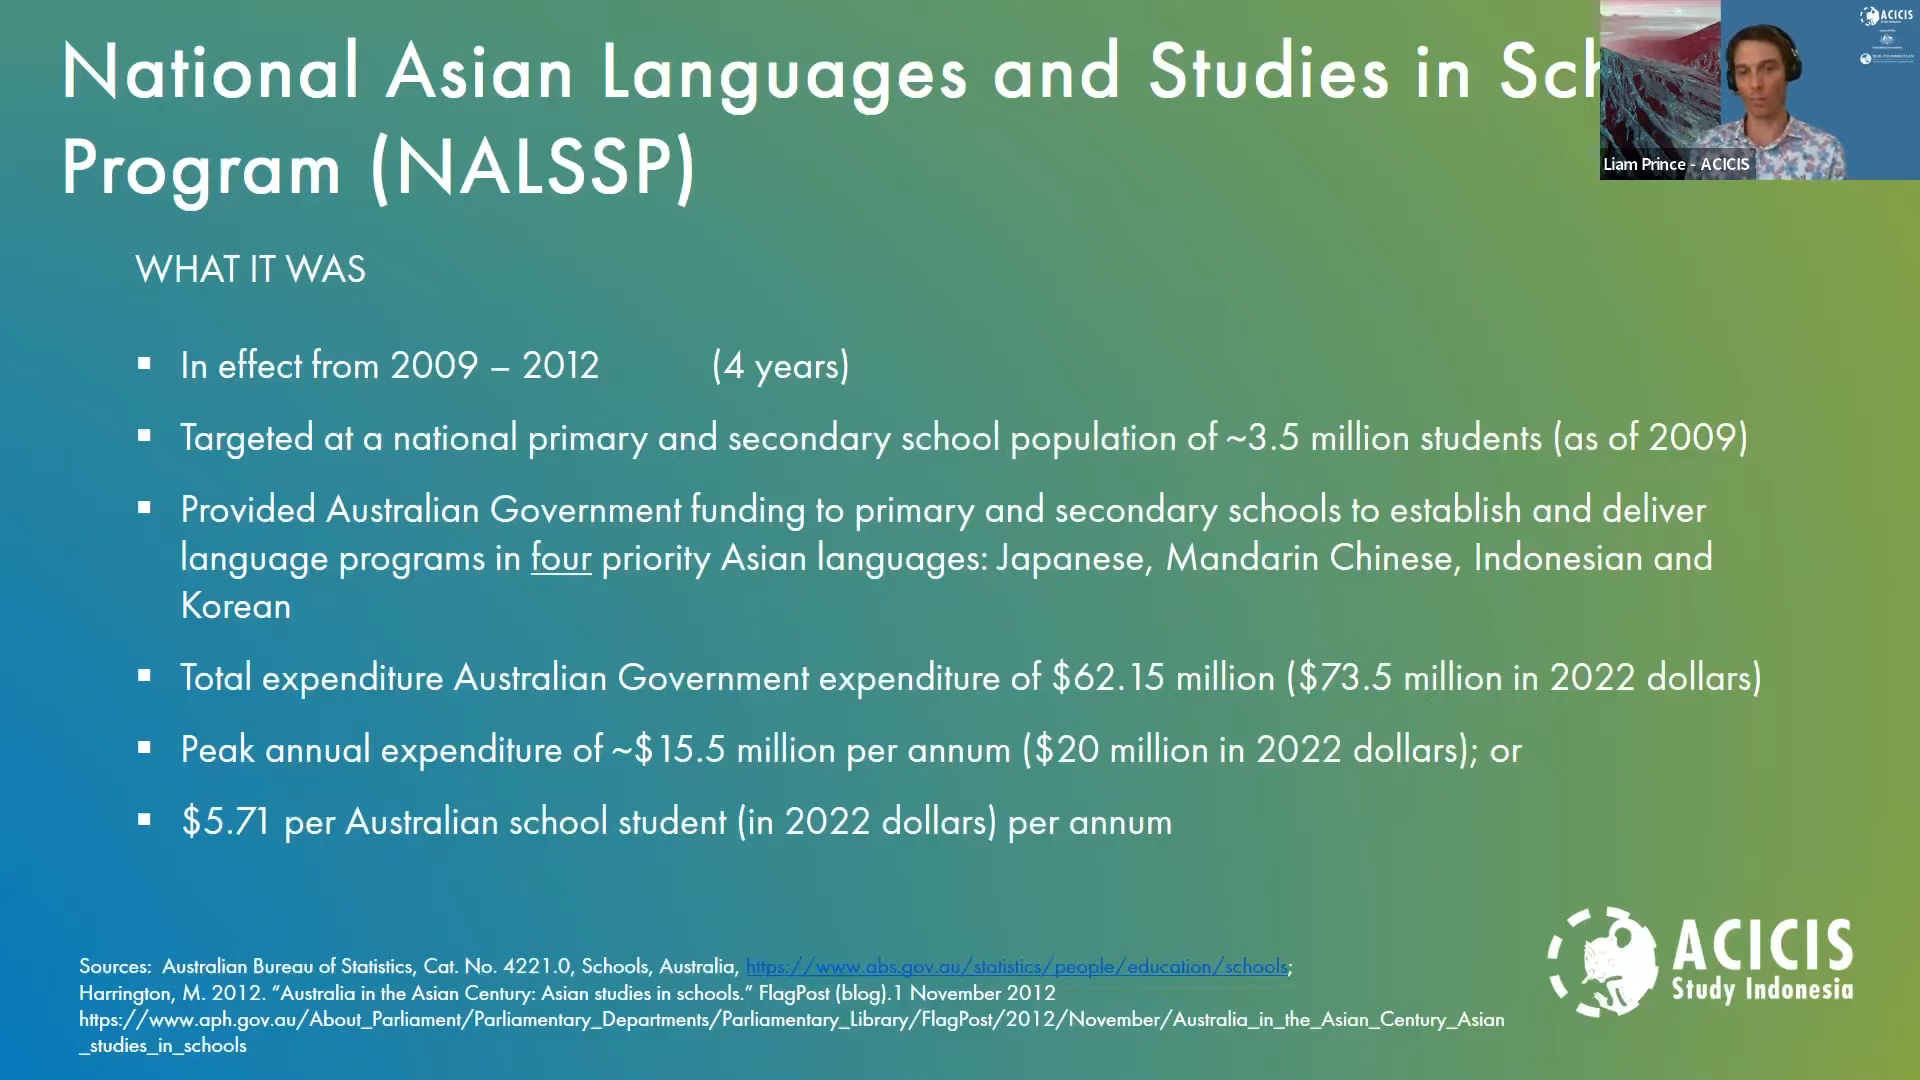 National Asian Languages and Studies in Sch
Program (NALSSP)
ACICIS
Liam Prince - ACICIS
WHAT IT WAS
▪ In effect from 2009 – 2012 (4 years)
▪ Targeted at a national primary and secondary school population of ~3.5 million students (as of 2009)
▪ Provided Australian Government funding to primary and secondary schools to establish and deliver
language programs in four priority Asian languages: Japanese, Mandarin Chinese, Indonesian and
Korean
▪ Total expenditure Australian Government expenditure of $62.15 million ($73.5 million in 2022 dollars)
▪ Peak annual expenditure of ~$15.5 million per annum ($20 million in 2022 dollars); or
▪ $5.71 per Australian school student (in 2022 dollars) per annum
Sources: Australian Bureau of Statistics, Cat. No. 4221.0, Schools, Australia, https://www.abs.gov.au/statistics/people/education/schools;
Harrington, M. 2012. “Australia in the Asian Century: Asian studies in schools.” FlagPost (blog).1 November 2012
https://www.aph.gov.au/About_Parliament/Parliamentary_Departments/Parliamentary_Library/FlagPost/2012/November/Australia_in_the_Asian_Century_Asian
_studies_in_schools
ACICIS
Study Indonesia